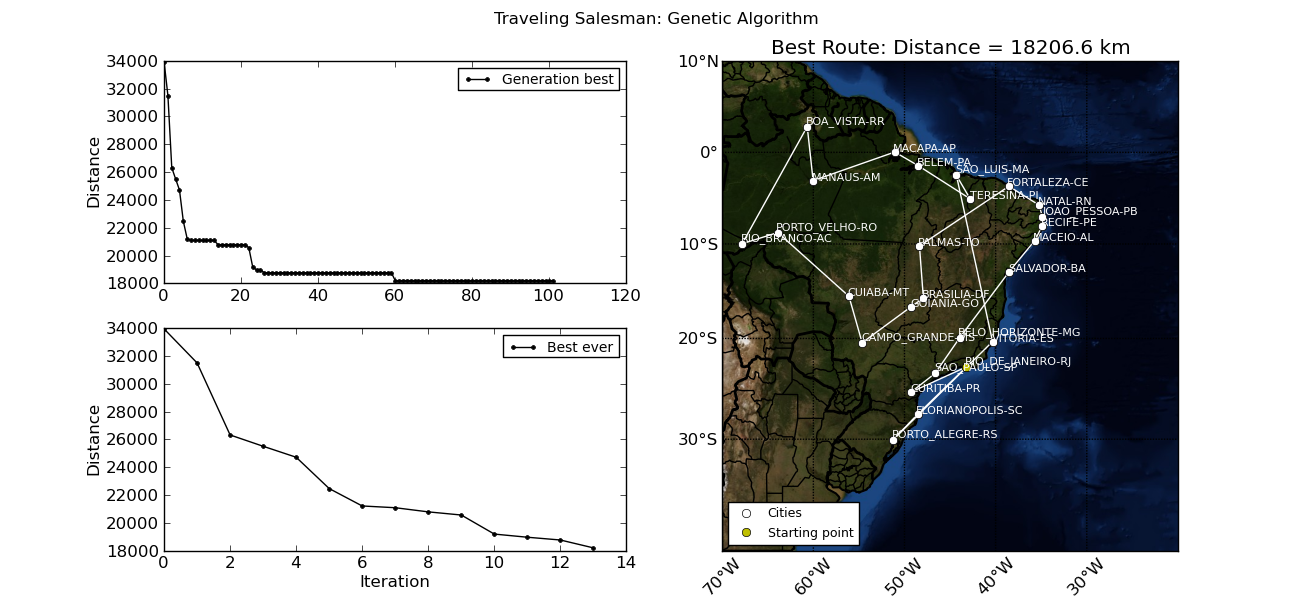 Traveling Salesman: Genetic Algorithm
34000
32000
30000
28000
26000
24000
22000
20000
18000
Distance
Generation best
0
20
40
60
80
100
120
34000
32000
30000
28000
26000
24000
22000
20000
18000
Distance
Best ever
0
2
4
6
8
10
12
14
Iteration
Best Route: Distance = 18206.6 km
10°N
0°
10°S
20°S
30°S
BOA_VISTA-RR
MACAPA-AP
BELEM-PA
SAO_LUIS-MA
MANAUS-AM
FORTALEZA-CE
TERESINA-PI
NATAL-RN
JOAO_PESSOA-PB
RECIFE-PE
PORTO_VELHO-RO
RIO_BRANCO-AC
MACEIO-AL
PALMAS-TO
SALVADOR-BA
CUIABA-MT
BRASILIA-DF
GOIANIA-GO
BELO_HORIZONTE-MG
CAMPO_GRANDE-MS
VITORIA-ES
RIO_DE_JANEIRO-RJ
SAO_PAULO-SP
CURITIBA-PR
FLORIANOPOLIS-SC
PORTO_ALEGRE-RS
Cities
Starting point
70°W
60°W
50°W
40°W
30°W